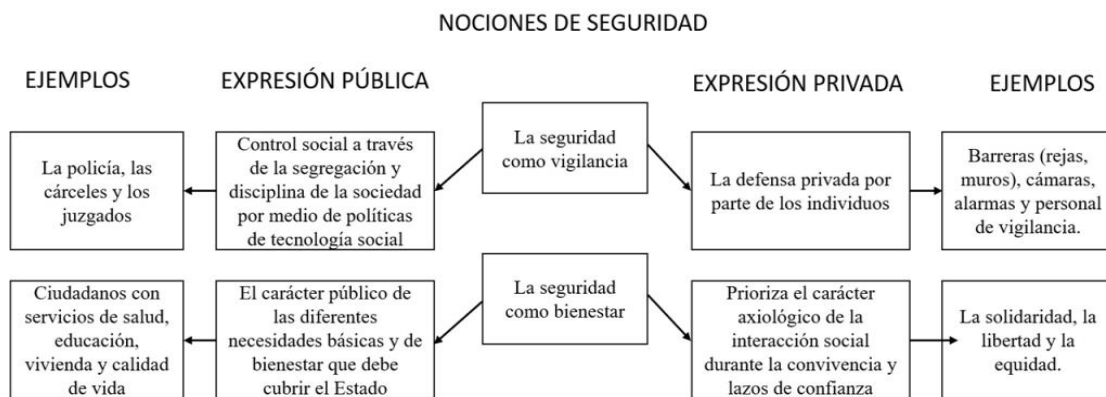 NOCIONES DE SEGURIDAD
EJEMPLOS
EXPRESIÓN PÚBLICA
EXPRESIÓN PRIVADA
EJEMPLOS
La policía, las
cárceles y los
juzgados
Control social a través
de la segregación y
disciplina de la sociedad
por medio de políticas
de tecnología social
La seguridad
como vigilancia
La defensa privada por
parte de los individuos
Barreras (rejas,
muros), cámaras,
alarmas y personal
de vigilancia.
Ciudadanos con
servicios de salud,
educación,
vivienda y calidad
de vida
El carácter público de
las diferentes
necesidades básicas y de
bienestar que debe
cubrir el Estado
La seguridad
como bienestar
Prioriza el carácter
axiológico de la
interacción social
durante la convivencia y
lazos de confianza
La solidaridad, la
libertad y la
equidad.